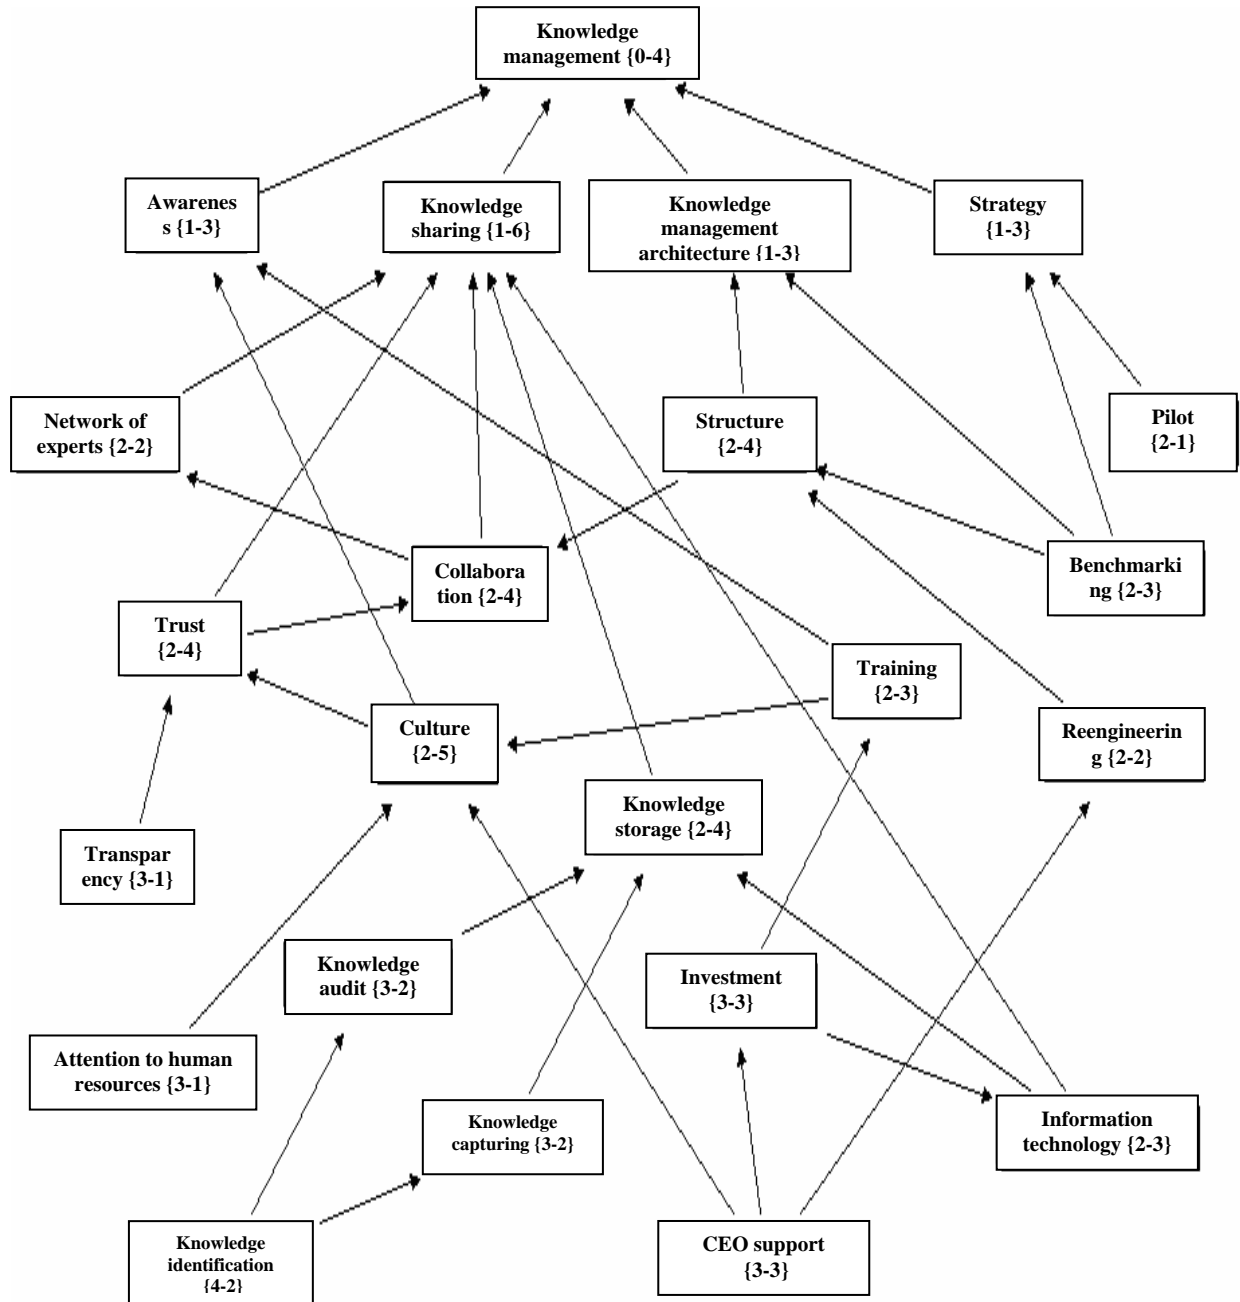 Knowledge
management {0-4}
Awarenes
s {1-3}
Knowledge
sharing {1-6}
Knowledge
management
architecture {1-3}
Strategy
{1-3}
Network of
experts {2-2}
Structure
{2-4}
Pilot
{2-1}
Collabora
tion {2-4}
Benchmarki
ng {2-3}
Trust
{2-4}
Training
{2-3}
Culture
{2-5}
Reengineerin
g {2-2}
Knowledge
storage {2-4}
Transpar
ency {3-1}
Knowledge
audit {3-2}
Investment
{3-3}
Attention to human
resources {3-1}
Knowledge
capturing {3-2}
Information
technology {2-3}
Knowledge
identification
{4-2}
CEO support
{3-3}